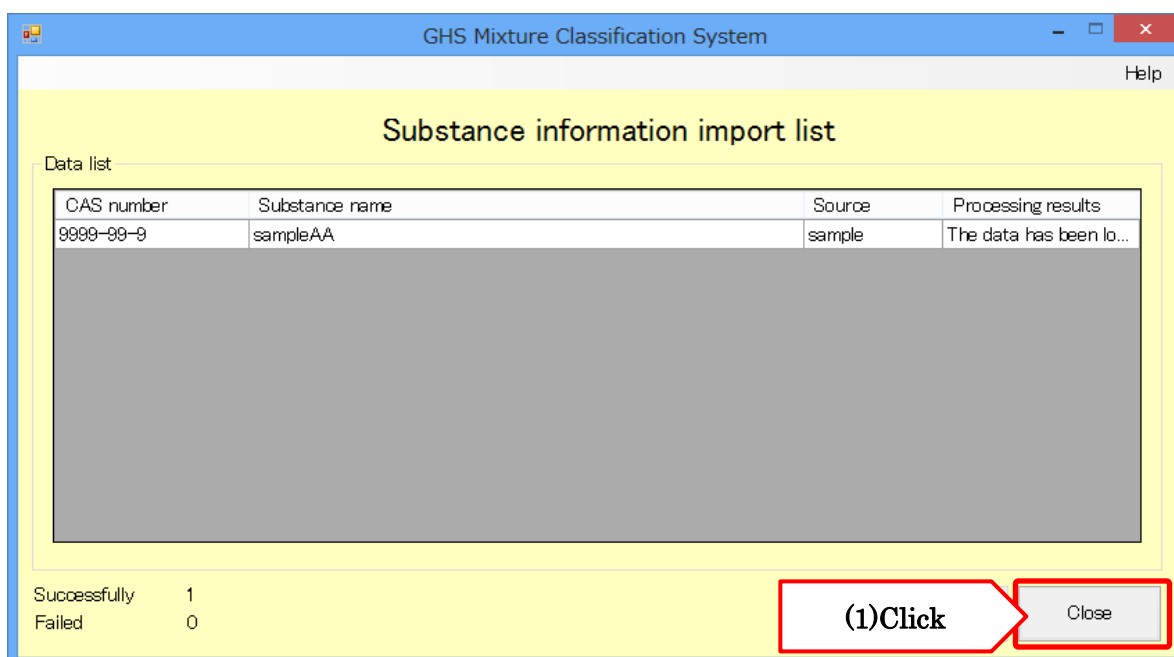 GHS Mixture Classification System
Help
Substance information import list
Data list
CAS number Substance name Source Processing results
9999-99-9 sampleAA sample The data has been lo...
Successfully 1
Failed 0
(1)Click
Close